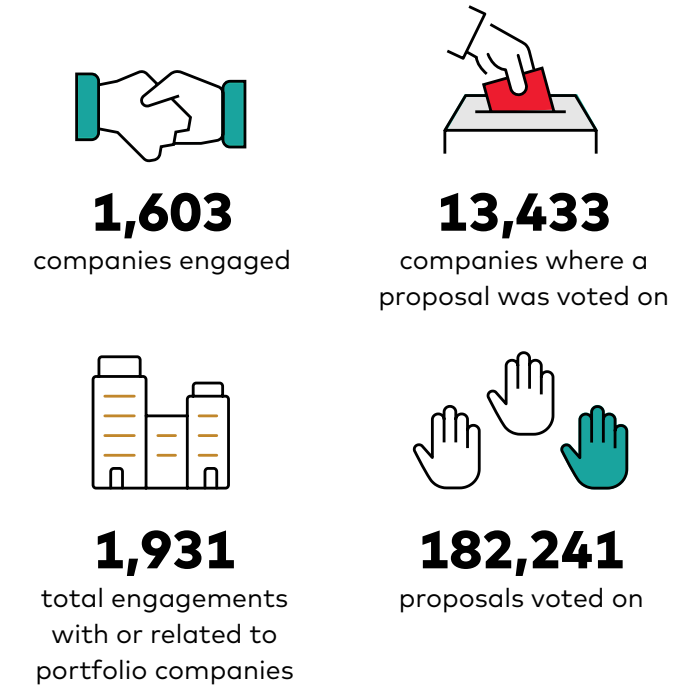 1,603
companies engaged
13,433
companies where a
proposal was voted on
1,931
total engagements
with or related to
portfolio companies
182,241
proposals voted on